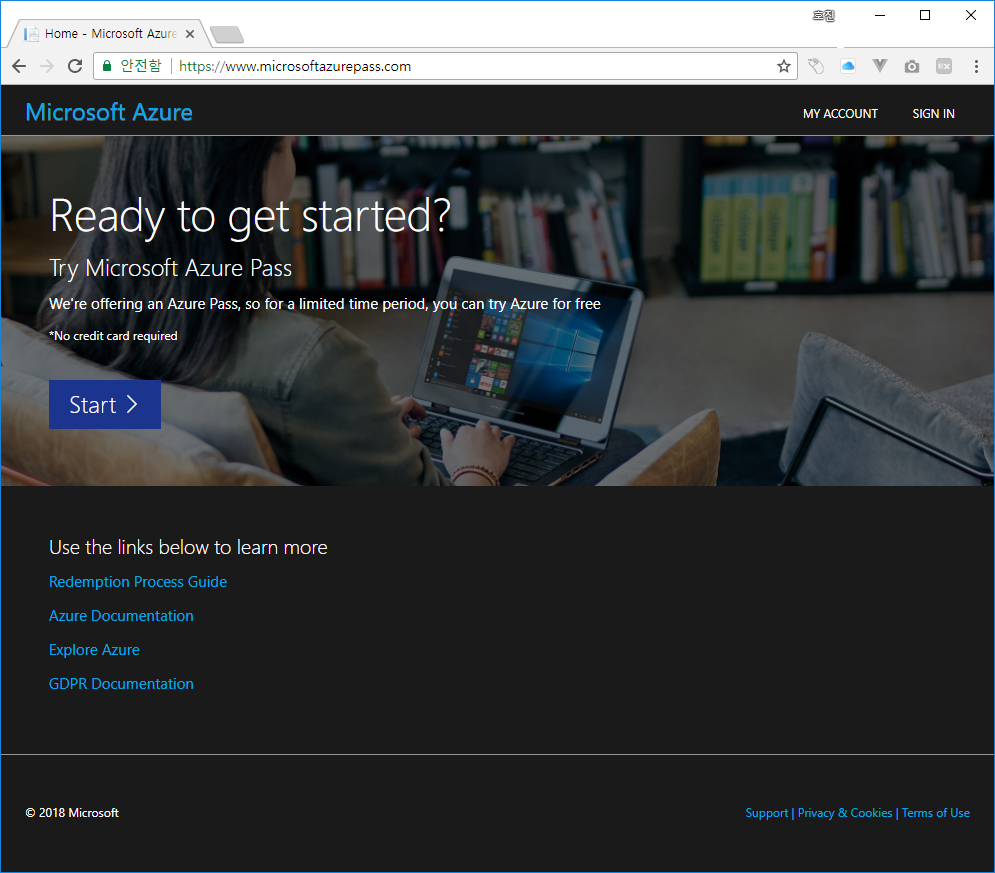 호진
Home - Microsoft Azure
안전함 | https://www.microsoftazurepass.com
EX
Microsoft Azure
MY ACCOUNT
SIGN IN
Ready to get started?
Try Microsoft Azure Pass
We're offering an Azure Pass, so for a limited time period, you can try Azure for free
*No credit card required
Start
Use the links below to learn more
Redemption Process Guide
Azure Documentation
Explore Azure
GDPR Documentation
© 2018 Microsoft
Support | Privacy & Cookies | Terms of Use